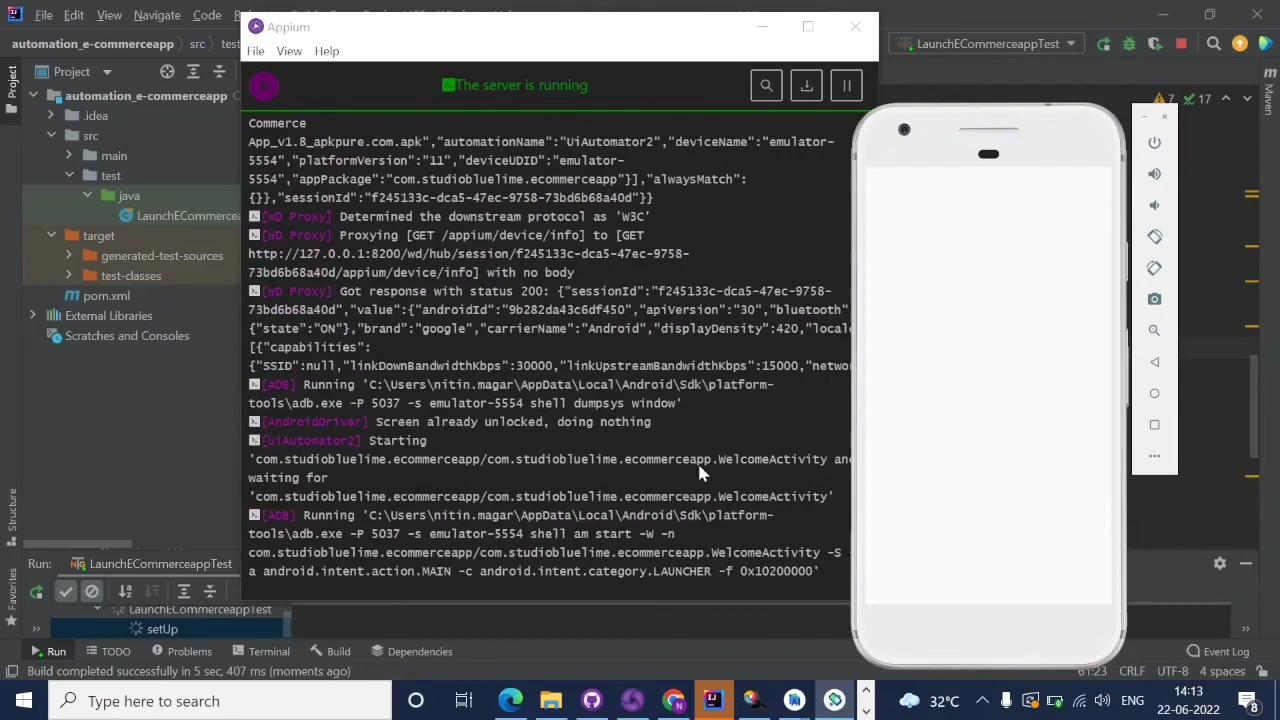 File Edit View Navigate Code
Appium
File View Help
automation_e-commerceapp src
LaunchECommerceappTest
The server is running
Project
Project
Maven
7 17
automation_e-commerceapp
.idea
src
main
test
java
LaunchECommercea
target
generated-test-sources
test-classes
pom.xml
External Libraries
Scratches and Consoles
Commerce
App_v1.8_apkpure.com.apk","automationName":"UiAutomator2","deviceName":"emulator-
5554","platformVersion":"11","deviceUDID":"emulator-
5554","appPackage":"com.studiobluelime.ecommerceapp"}],"alwaysMatch":
{}},"sessionId":"f245133c-dca5-47ec-9758-73bd6b68a40d"}}
[WD Proxy] Determined the downstream protocol as 'W3C'
[WD Proxy] Proxying [GET /appium/device/info] to [GET
http://127.0.0.1:8200/wd/hub/session/f245133c-dca5-47ec-9758-
73bd6b68a40d/appium/device/info] with no body
[WD Proxy] Got response with status 200: {"sessionId":"f245133c-dca5-47ec-9758-
73bd6b68a40d","value":{"androidId":"9b282da43c6df450","apiVersion":"30","bluetooth"
{"state":"ON"},"brand":"google","carrierName":"Android","displayDensity":420,"locale
[{"capabilities":
{"SSID":null,"linkDownBandwidthKbps":30000,"linkUpstreamBandwidthKbps":15000,"networ
[ADB] Running 'C:\Users\nitin.magar\AppData\Local\Android\Sdk\platform-
tools\adb.exe -P 5037 -s emulator-5554 shell dumpsys window'
[AndroidDriver] Screen already unlocked, doing nothing
[UiAutomator2] Starting
'com.studiobluelime.ecommerceapp/com.studiobluelime.ecommerceapp.WelcomeActivity and
waiting for
'com.studiobluelime.ecommerceapp/com.studiobluelime.ecommerceapp.WelcomeActivity'
[ADB] Running 'C:\Users\nitin.magar\AppData\Local\Android\Sdk\platform-
tools\adb.exe -P 5037 -s emulator-5554 shell am start -W -n
com.studiobluelime.ecommerceapp/com.studiobluelime.ecommerceapp.WelcomeActivity -S
a android.intent.action.MAIN -c android.intent.category.LAUNCHER -f 0x10200000'
Structure
Favorites
Run: LaunchECommerceappTest
LaunchECommerceappTest
setUp
Run TODO Problems Terminal Build Dependencies Event Log
Build completed successfully in 5 sec, 407 ms (moments ago) 61:23 CRLF UTF-8 4 spaces
Type here to search
32°C
ENG
14:13
22-06-2022
8